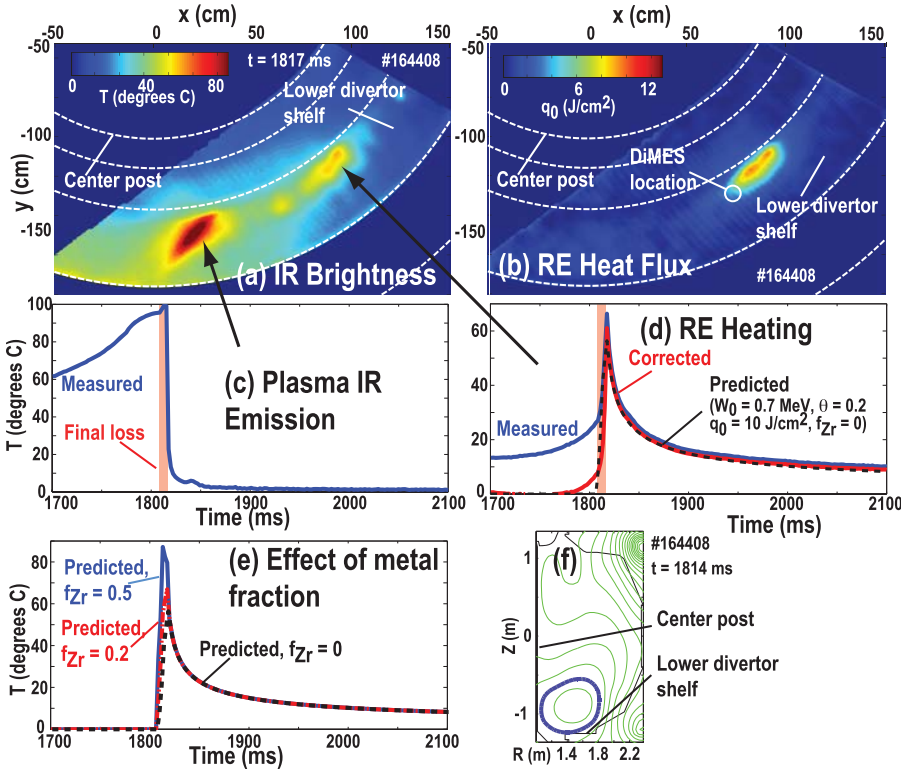 x (cm)
-50 0 50 100 150
-50
-100
-150
y (cm)
0 40 80
T (degrees C)
t = 1817 ms
#164408
Lower divertor
shelf
Center post
(a) IR Brightness
x (cm)
-50 0 50 100 150
-50
-100
-150
0 6 12
q0 (J/cm2)
#164408
Center post
DiMES
location
Lower divertor
shelf
(b) RE Heat Flux
#164408
T (degrees C)
100
80
60
40
20
0
Measured
Final loss
(c) Plasma IR
Emission
1700 1800 1900 2000 2100
Time (ms)
60
40
20
0
(d) RE Heating
Corrected
Predicted
(W0 = 0.7 MeV, θ = 0.2
q0 = 10 J/cm2, fZr = 0)
Measured
1700 1800 1900 2000 2100
Time (ms)
T (degrees C)
80
60
40
20
0
Predicted,
fZr = 0.5
Predicted,
fZr = 0.2
(e) Effect of metal
fraction
Predicted, fZr = 0
1700 1800 1900 2000 2100
Time (ms)
(f)
#164408
t = 1814 ms
Z (m)
1
0
-1
Center post
Lower divertor
shelf
R (m) 1.4 1.8 2.2